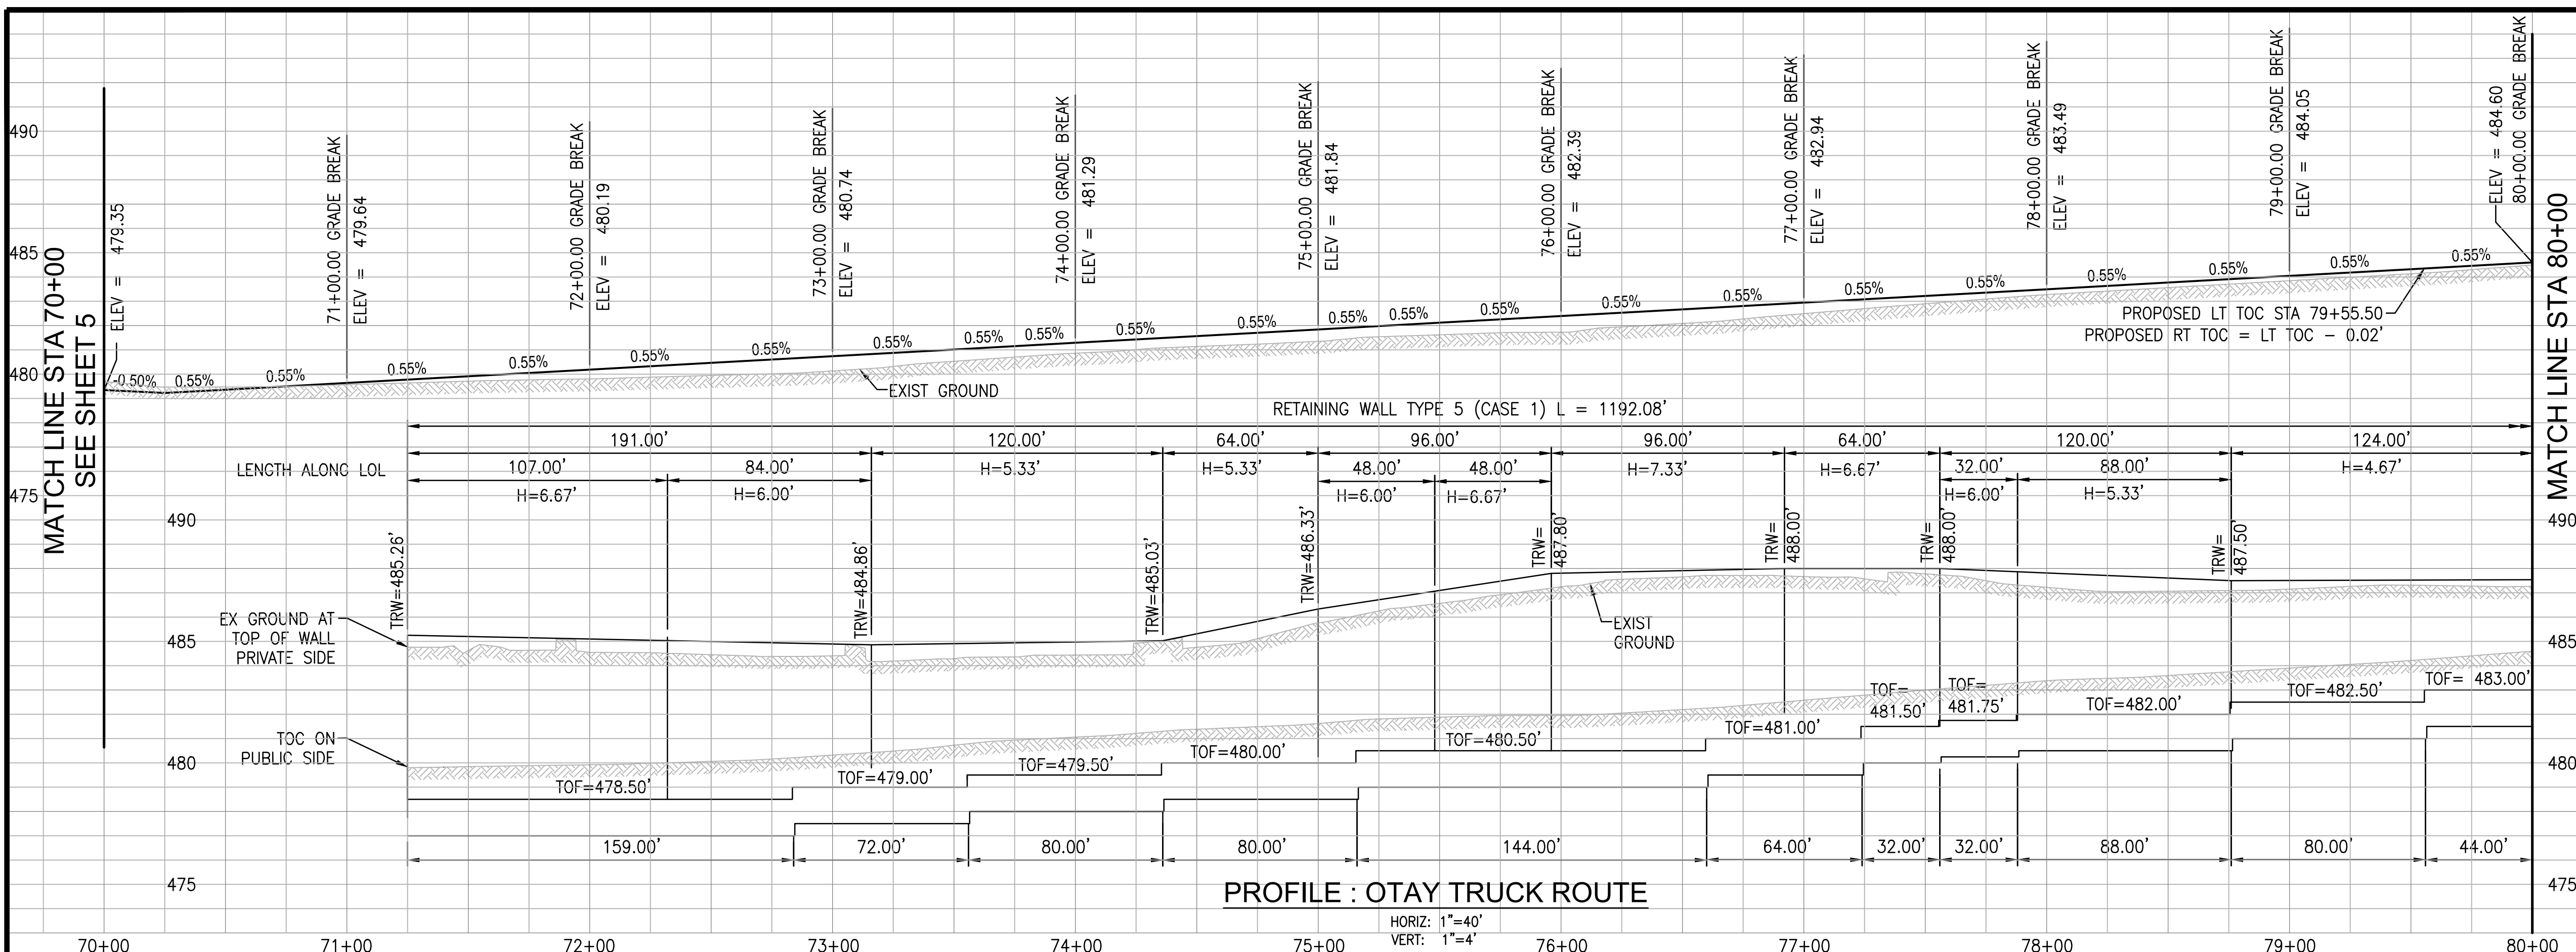 MATCH LINE STA 70+00
SEE SHEET 5
490
485
480
475
ELEV = 479.35
71+00.00 GRADE BREAK
ELEV = 479.64
72+00.00 GRADE BREAK
ELEV = 480.19
73+00.00 GRADE BREAK
ELEV = 480.74
74+00.00 GRADE BREAK
ELEV = 481.29
75+00.00 GRADE BREAK
ELEV = 481.84
76+00.00 GRADE BREAK
ELEV = 482.39
77+00.00 GRADE BREAK
ELEV = 482.94
78+00.00 GRADE BREAK
ELEV = 483.49
79+00.00 GRADE BREAK
ELEV = 484.05
ELEV = 484.60
80+00.00 GRADE BREAK
MATCH LINE STA 80+00
-0.50% 0.55% 0.55% 0.55% 0.55% 0.55% 0.55% 0.55% 0.55% 0.55% 0.55% 0.55% 0.55% 0.55% 0.55% 0.55% 0.55% 0.55% 0.55% 0.55% 0.55% 0.55%
EXIST GROUND
PROPOSED LT TOC STA 79+55.50
PROPOSED RT TOC = LT TOC - 0.02'
RETAINING WALL TYPE 5 (CASE 1) L = 1192.08'
191.00' 120.00' 64.00' 96.00' 96.00' 64.00' 120.00' 124.00'
LENGTH ALONG LOL
107.00' 84.00' H=5.33' H=5.33' 48.00' 48.00' H=7.33' H=6.67' 32.00' 88.00' H=4.67'
H=6.67' H=6.00' H=6.00' H=6.67' H=6.00' H=5.33'
490
485
480
475
490
485
480
475
TRW=485.26'
TRW=484.86'
TRW=485.03'
TRW=486.33'
TRW=
487.80'
TRW=
488.00'
TRW=
488.00'
TRW=
487.50'
EX GROUND AT
TOP OF WALL
PRIVATE SIDE
EXIST
GROUND
TOC ON
PUBLIC SIDE
TOF=478.50'
TOF=479.00'
TOF=479.50'
TOF=480.00'
TOF=480.50'
TOF=481.00'
TOF=
481.50'
TOF=
481.75'
TOF=482.00'
TOF=482.50'
TOF= 483.00'
159.00' 72.00' 80.00' 80.00' 144.00' 64.00' 32.00' 32.00' 88.00' 80.00' 44.00'
PROFILE : OTAY TRUCK ROUTE
HORIZ: 1"=40'
VERT: 1"=4'
70+00 71+00 72+00 73+00 74+00 75+00 76+00 77+00 78+00 79+00 80+00